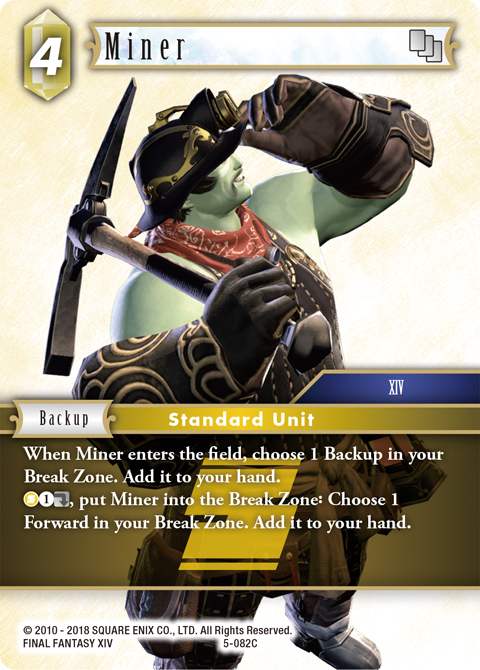 4
Miner
XIV
Backup
Standard Unit
When Miner enters the field, choose 1 Backup in your
Break Zone. Add it to your hand.
1, put Miner into the Break Zone: Choose 1
Forward in your Break Zone. Add it to your hand.
© 2010 - 2018 SQUARE ENIX CO., LTD. All Rights Reserved.
FINAL FANTASY XIV 5-082C